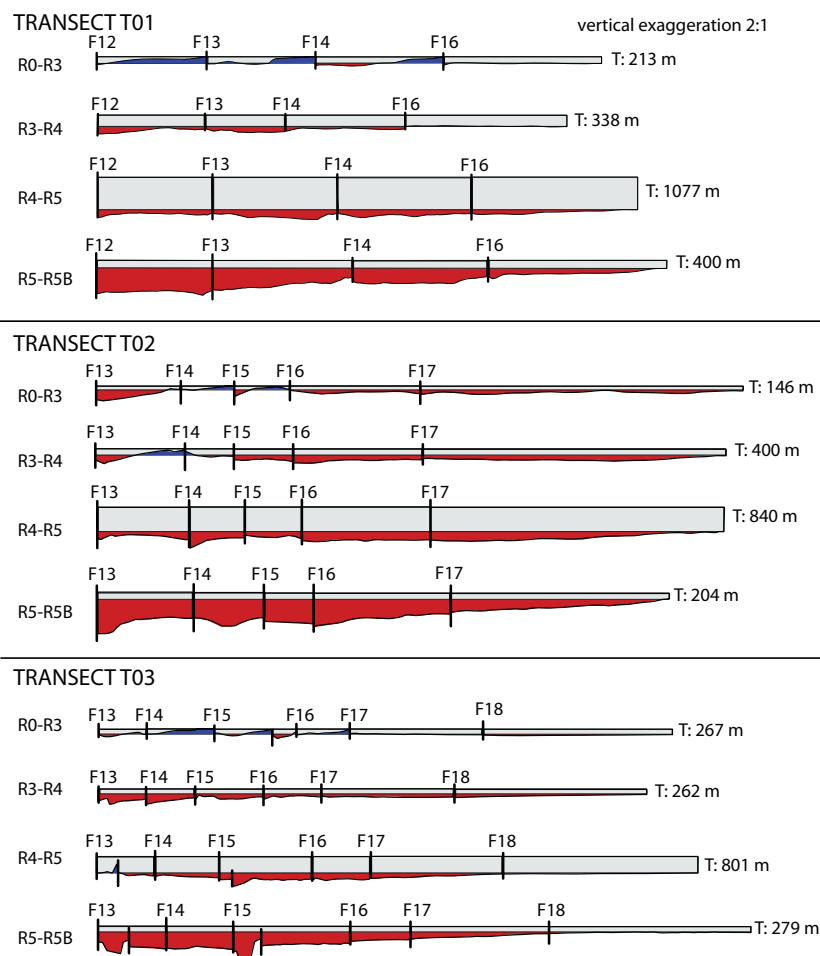 TRANSECT T01
vertical exaggeration 2:1
F12 F13 F14 F16
R0-R3 T: 213 m
F12 F13 F14 F16
R3-R4 T: 338 m
F12 F13 F14 F16
R4-R5 T: 1077 m
F12 F13 F14 F16
R5-R5B T: 400 m
TRANSECT T02
F13 F14 F15 F16 F17
R0-R3 T: 146 m
F13 F14 F15 F16 F17
R3-R4 T: 400 m
F13 F14 F15 F16 F17
R4-R5 T: 840 m
F13 F14 F15 F16 F17
R5-R5B T: 204 m
TRANSECT T03
F13 F14 F15 F16 F17 F18
R0-R3 T: 267 m
F13 F14 F15 F16 F17 F18
R3-R4 T: 262 m
F13 F14 F15 F16 F17 F18
R4-R5 T: 801 m
F13 F14 F15 F16 F17 F18
R5-R5B T: 279 m